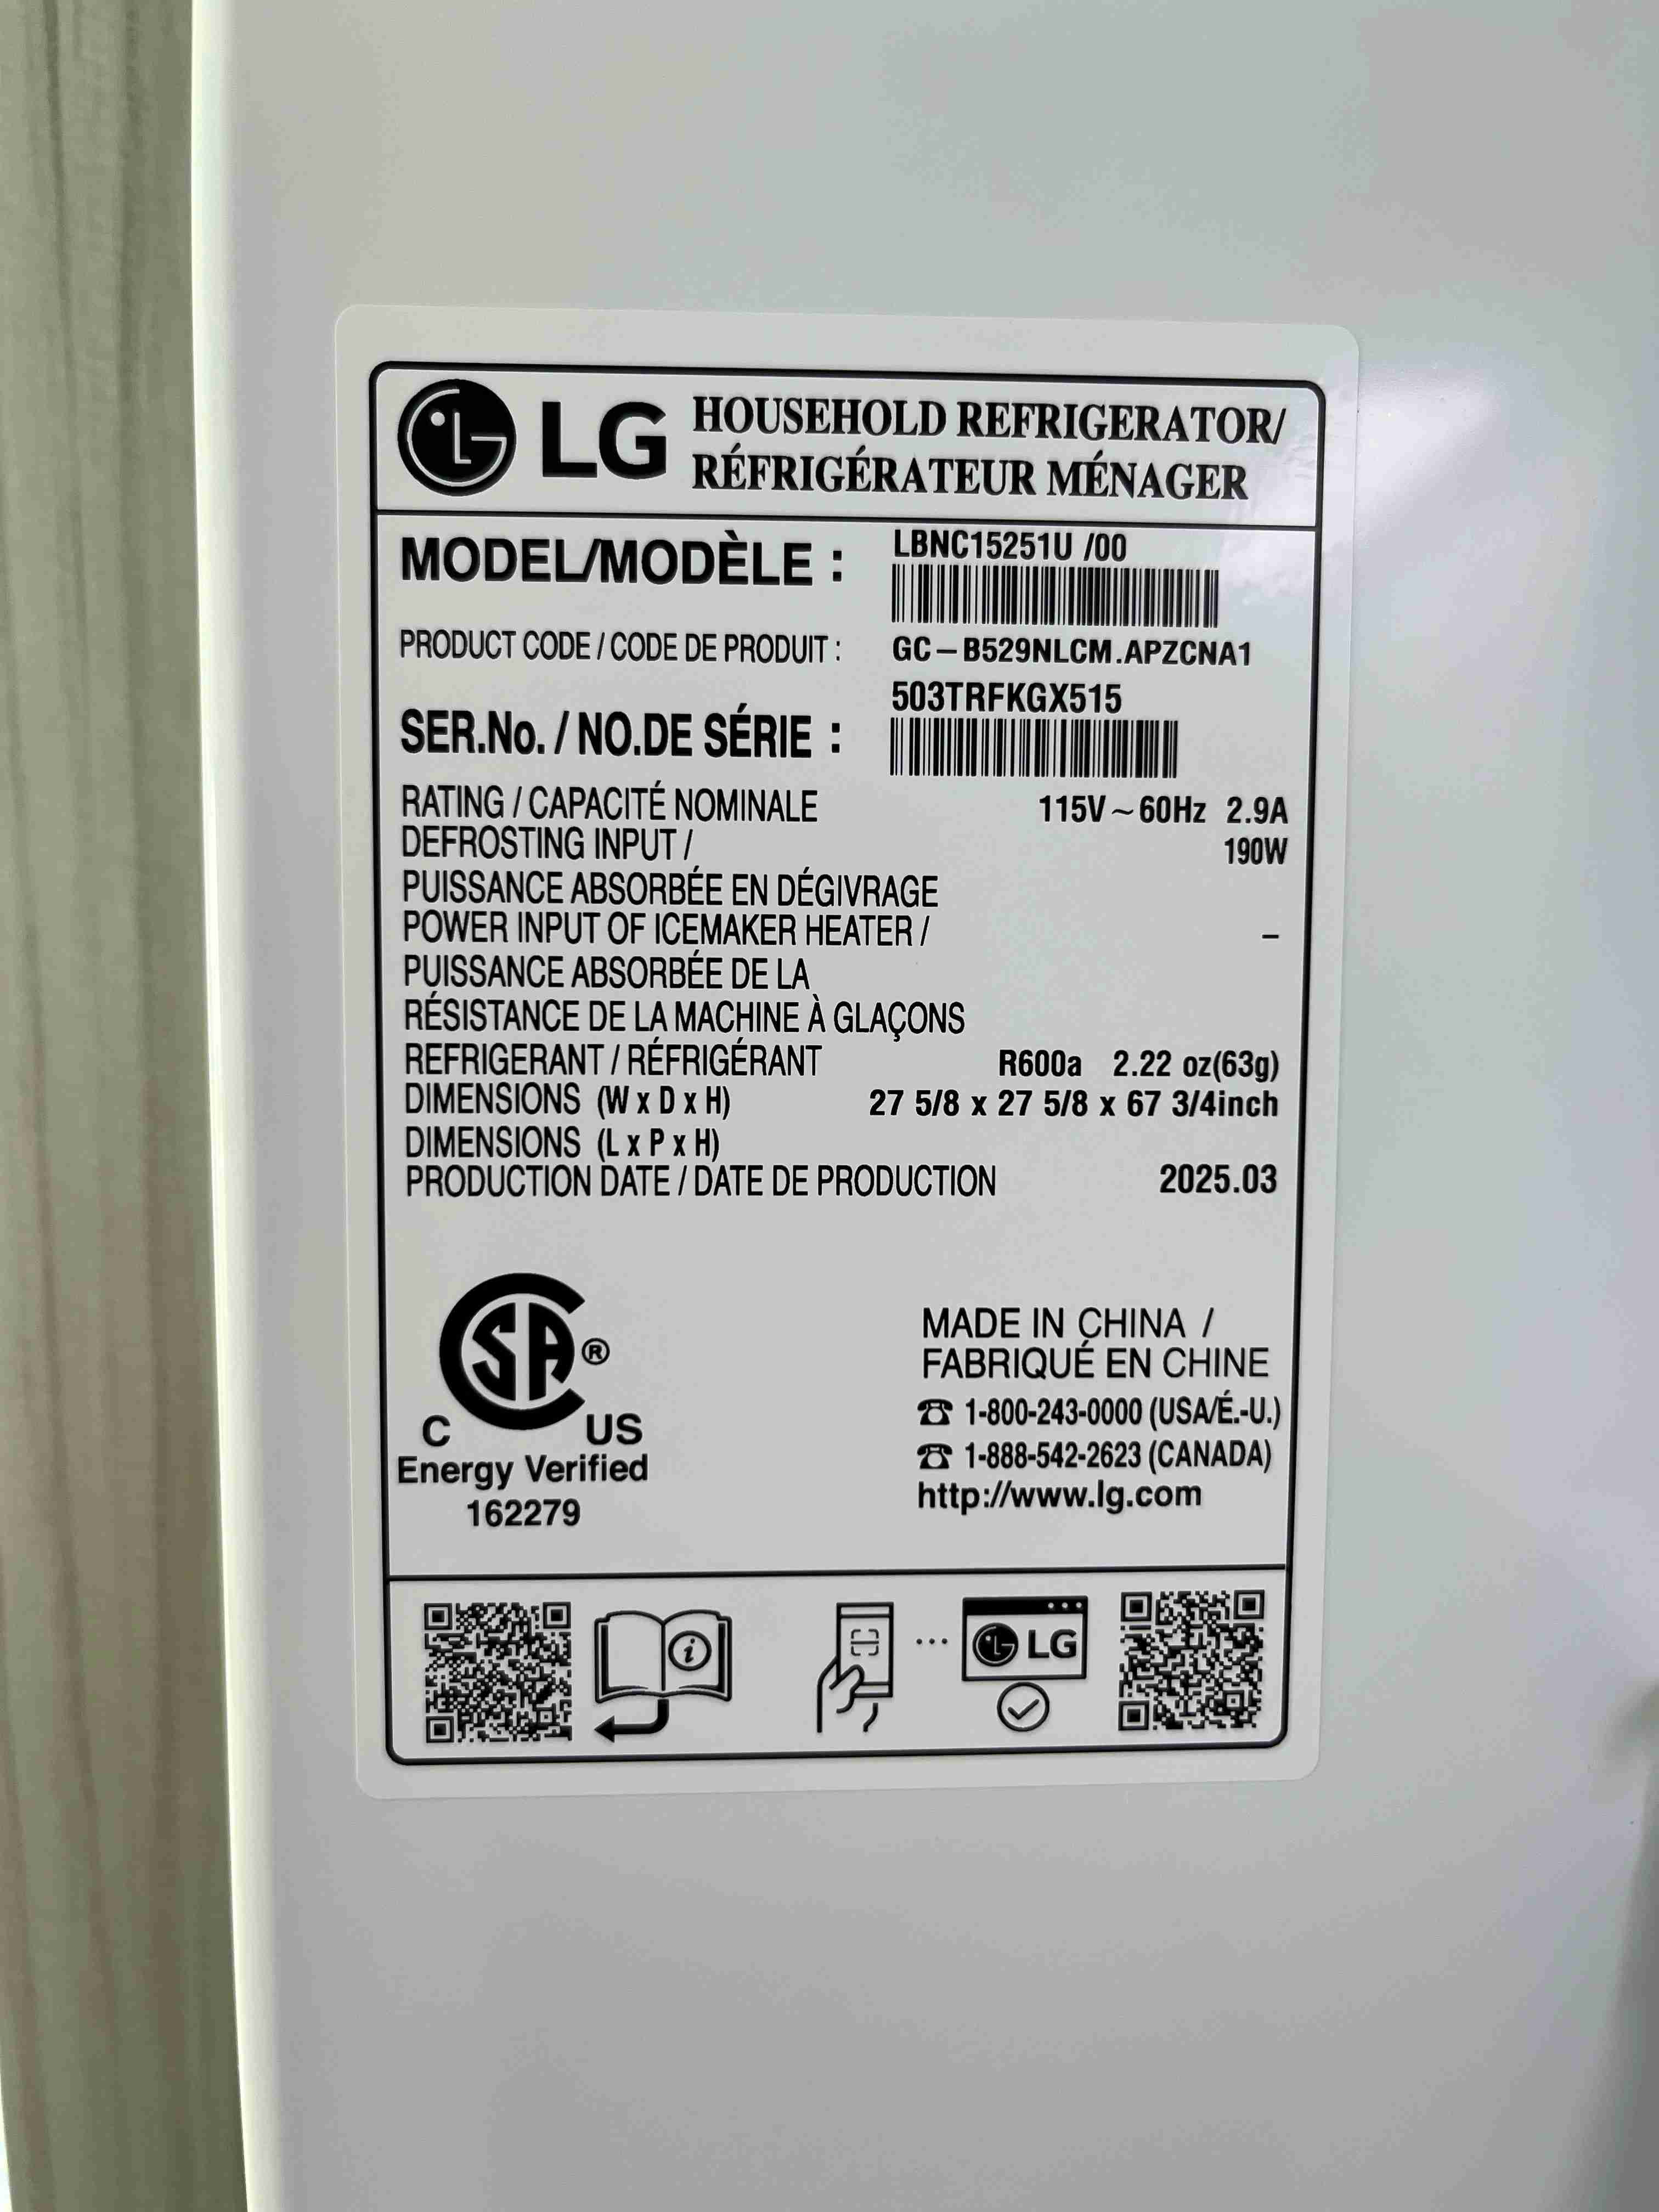 LG HOUSEHOLD REFRIGERATOR/
RÉFRIGÉRATEUR MÉNAGER
MODEL/MODÈLE : LBNC15251U /00
PRODUCT CODE / CODE DE PRODUIT : GC–B529NLCM.APZCNA1
SER.No. / NO.DE SÉRIE : 503TRFKGX515
RATING / CAPACITÉ NOMINALE 115V~60Hz 2.9A
DEFROSTING INPUT / 190W
PUISSANCE ABSORBÉE EN DÉGIVRAGE
POWER INPUT OF ICEMAKER HEATER / –
PUISSANCE ABSORBÉE DE LA
RÉSISTANCE DE LA MACHINE À GLAÇONS
REFRIGERANT / RÉFRIGÉRANT R600a 2.22 oz(63g)
DIMENSIONS (W x D x H) 27 5/8 x 27 5/8 x 67 3/4inch
DIMENSIONS (L x P x H)
PRODUCTION DATE / DATE DE PRODUCTION 2025.03
CSA®
C US
Energy Verified
162279
MADE IN CHINA /
FABRIQUÉ EN CHINE
☎ 1-800-243-0000 (USA/É.-U.)
☎ 1-888-542-2623 (CANADA)
http://www.lg.com
i
... LG